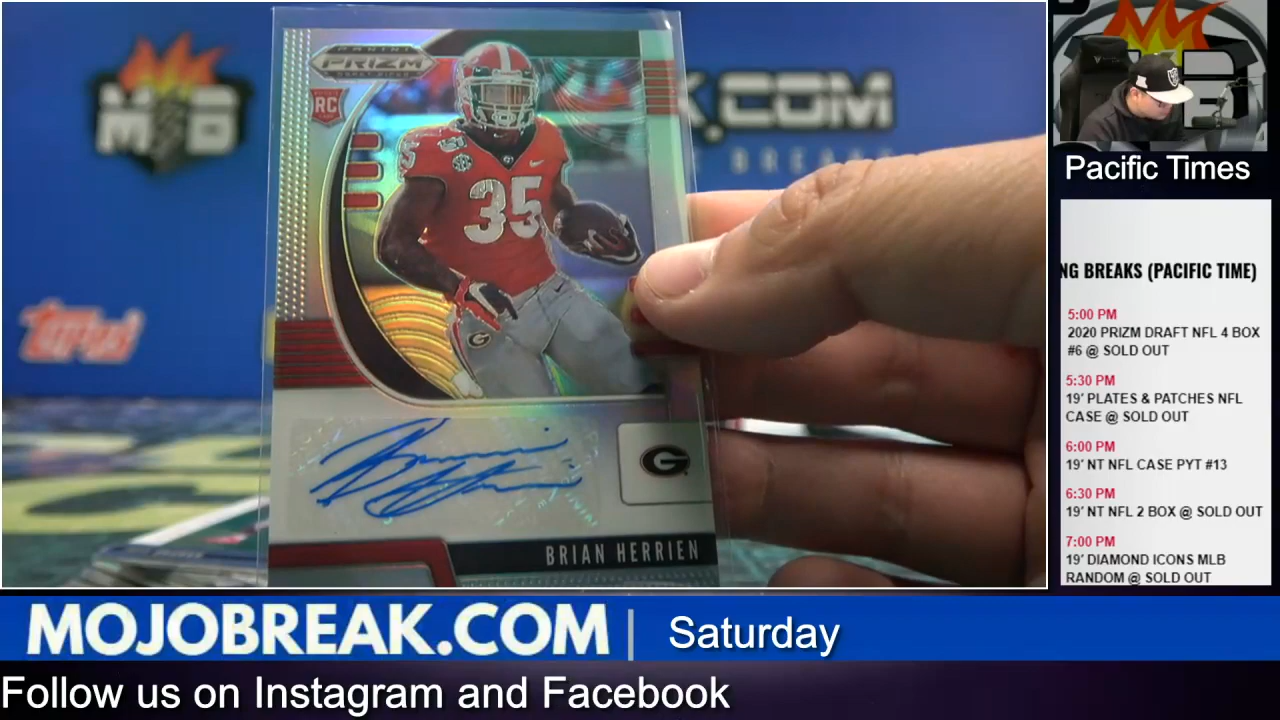 PANINI
PRIZM
DRAFT PICKS
RC
35
35
G
G
BRIAN HERRIEN
K.COM
BREAKS
M B
Topps
Pacific Times
NG BREAKS (PACIFIC TIME)
5:00 PM
2020 PRIZM DRAFT NFL 4 BOX
#6 @ SOLD OUT
5:30 PM
19' PLATES & PATCHES NFL
CASE @ SOLD OUT
6:00 PM
19' NT NFL CASE PYT #13
6:30 PM
19' NT NFL 2 BOX @ SOLD OUT
7:00 PM
19' DIAMOND ICONS MLB
RANDOM @ SOLD OUT
MOJOBREAK.COM | Saturday
Follow us on Instagram and Facebook